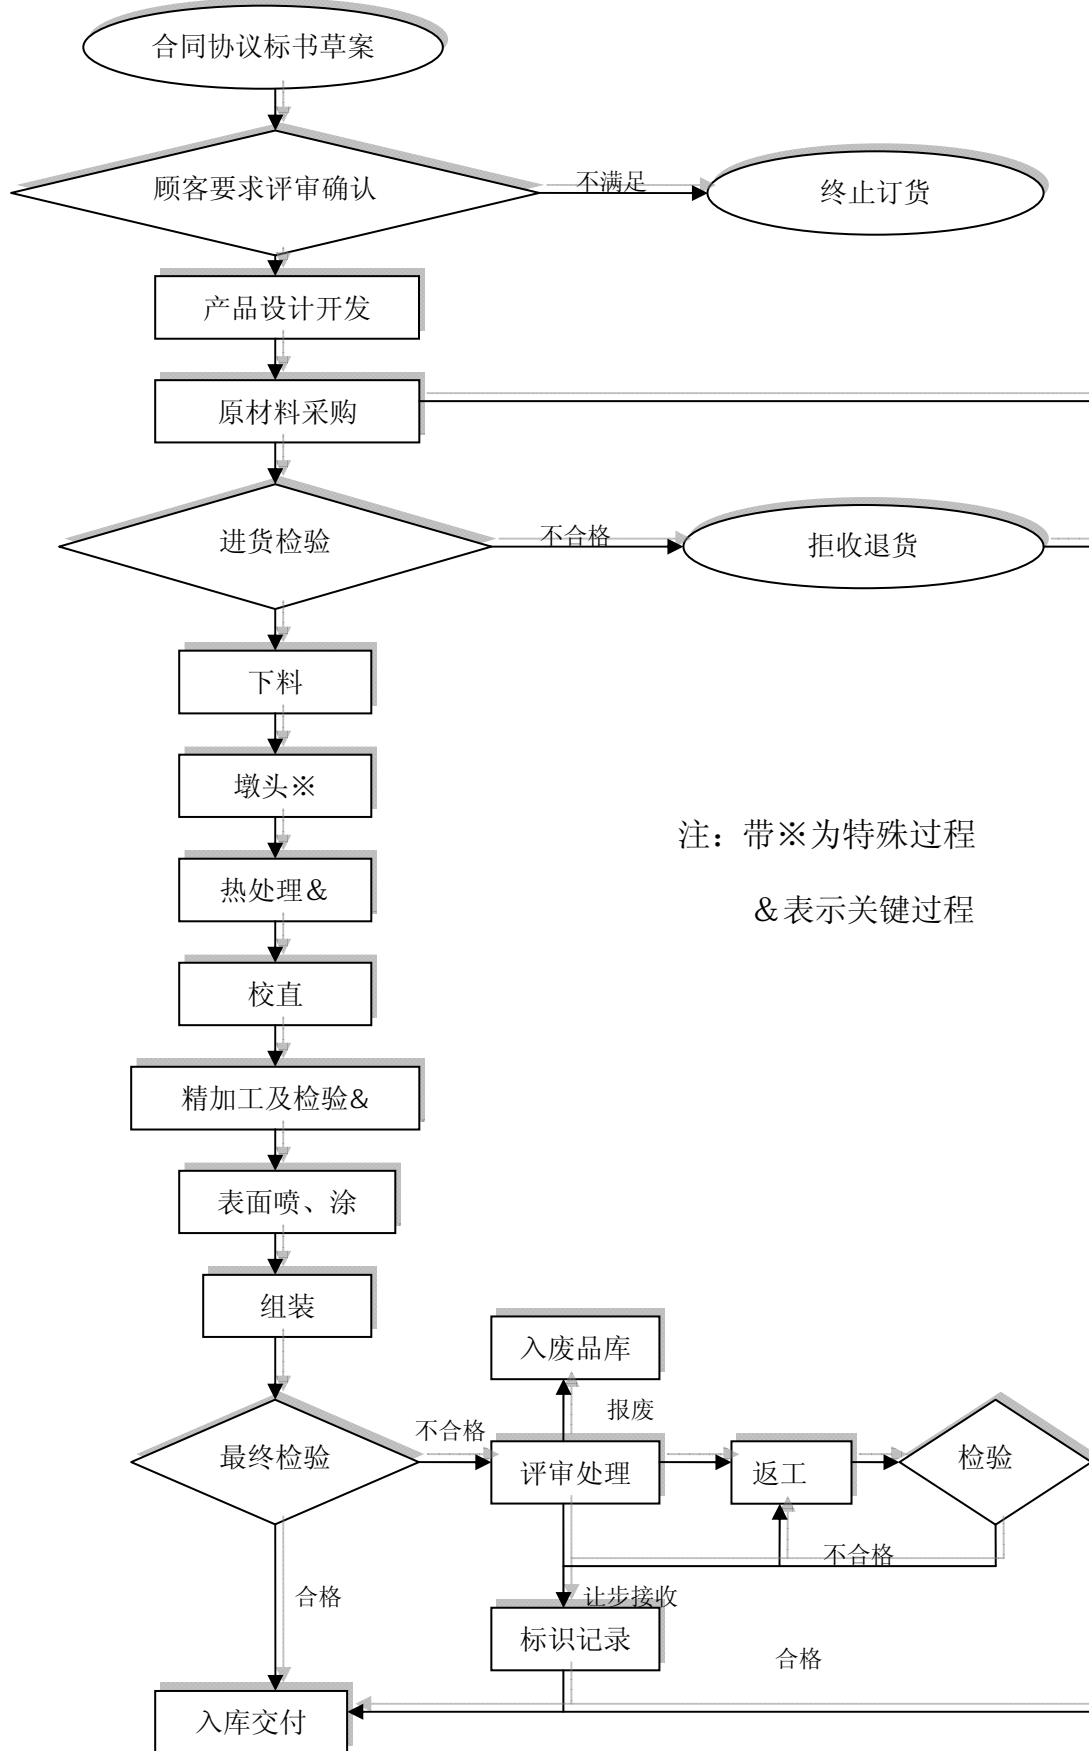 合同协议标书草案
顾客要求评审确认
不满足
终止订货
产品设计开发
原材料采购
进货检验
不合格
拒收退货
下料
墩头※
注：带※为特殊过程
热处理&
&表示关键过程
校直
精加工及检验&
表面喷、涂
组装
入废品库
报废
不合格
最终检验
评审处理
返工
检验
不合格
合格
让步接收
标识记录
合格
入库交付